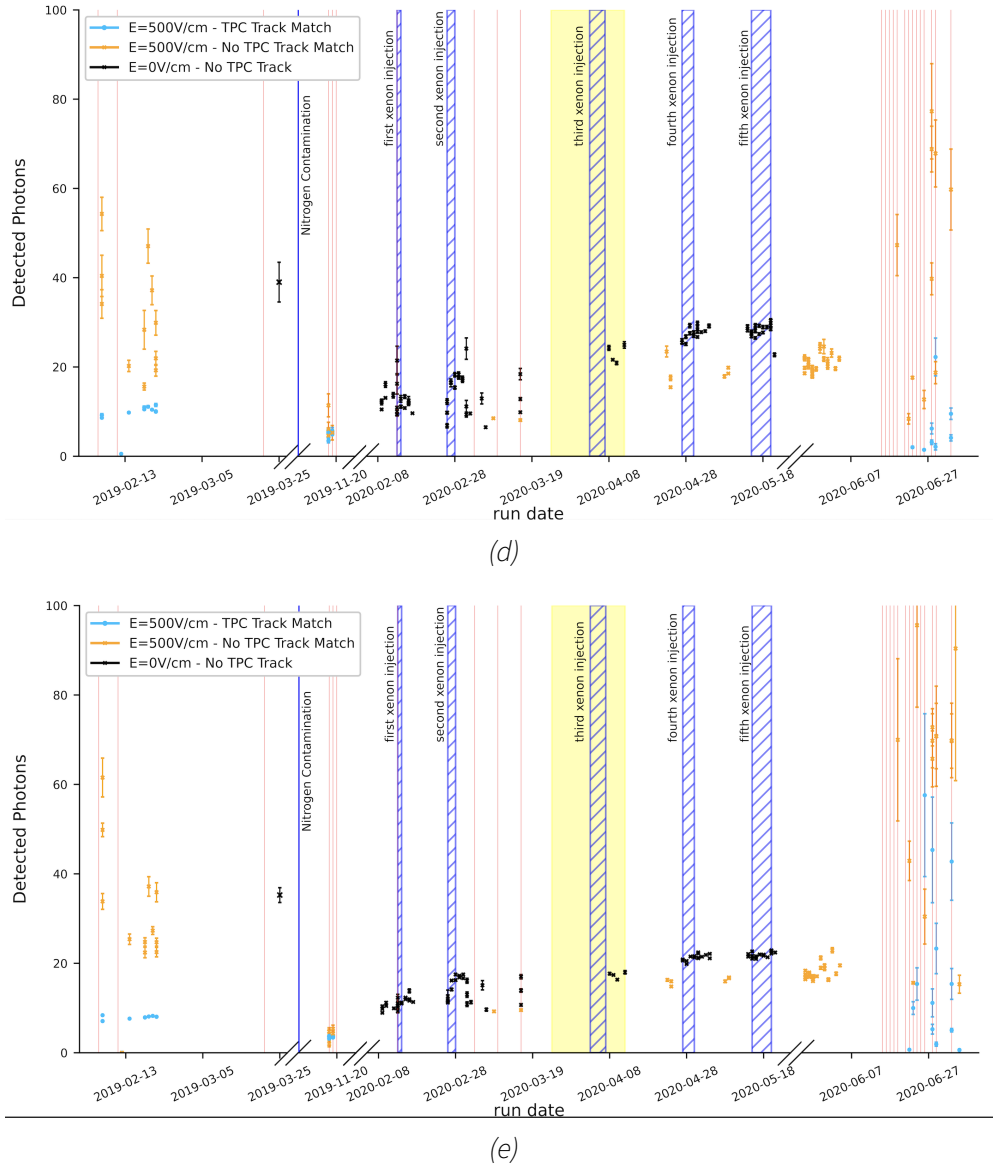 100
80
60
40
20
0
Detected Photons
E=500V/cm - TPC Track Match
E=500V/cm - No TPC Track Match
E=0V/cm - No TPC Track
Nitrogen Contamination
first xenon injection
second xenon injection
third xenon injection
fourth xenon injection
fifth xenon injection
2019-02-13
2019-03-05
2019-03-25
2019-11-20
2020-02-08
2020-02-28
2020-03-19
2020-04-08
2020-04-28
2020-05-18
2020-06-07
2020-06-27
run date
(d)
100
80
60
40
20
0
Detected Photons
E=500V/cm - TPC Track Match
E=500V/cm - No TPC Track Match
E=0V/cm - No TPC Track
Nitrogen Contamination
first xenon injection
second xenon injection
third xenon injection
fourth xenon injection
fifth xenon injection
2019-02-13
2019-03-05
2019-03-25
2019-11-20
2020-02-08
2020-02-28
2020-03-19
2020-04-08
2020-04-28
2020-05-18
2020-06-07
2020-06-27
run date
(e)